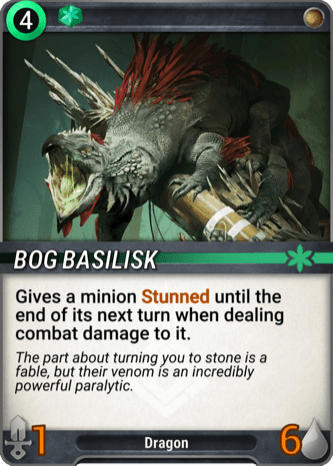 4
BOG BASILISK
Gives a minion Stunned until the
end of its next turn when dealing
combat damage to it.
The part about turning you to stone is a
fable, but their venom is an incredibly
powerful paralytic.
1
Dragon
6